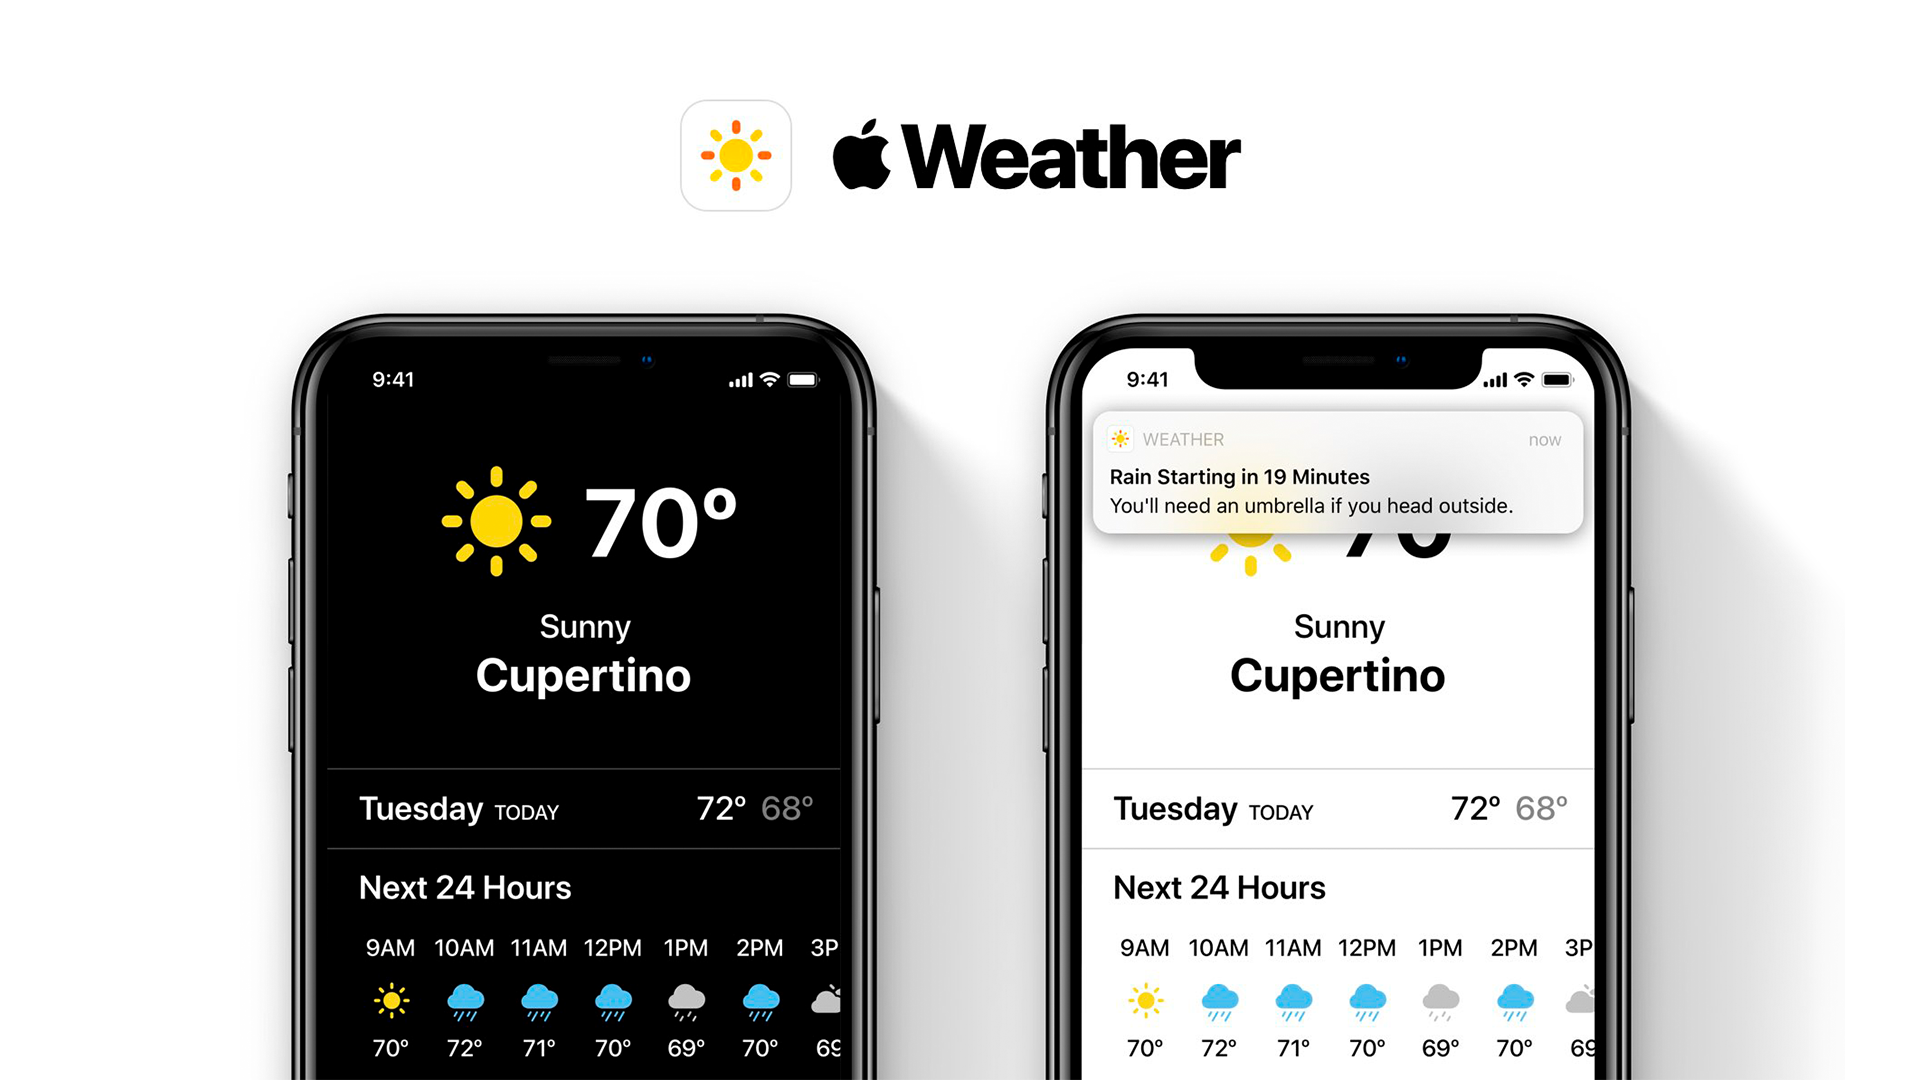 Weather
9:41
70°
Sunny
Cupertino
Tuesday TODAY 72° 68°
Next 24 Hours
9AM 10AM 11AM 12PM 1PM 2PM 3P
70° 72° 71° 70° 69° 70° 69
9:41
WEATHER now
Rain Starting in 19 Minutes
You'll need an umbrella if you head outside.
70
Sunny
Cupertino
Tuesday TODAY 72° 68°
Next 24 Hours
9AM 10AM 11AM 12PM 1PM 2PM 3P
70° 72° 71° 70° 69° 70° 69